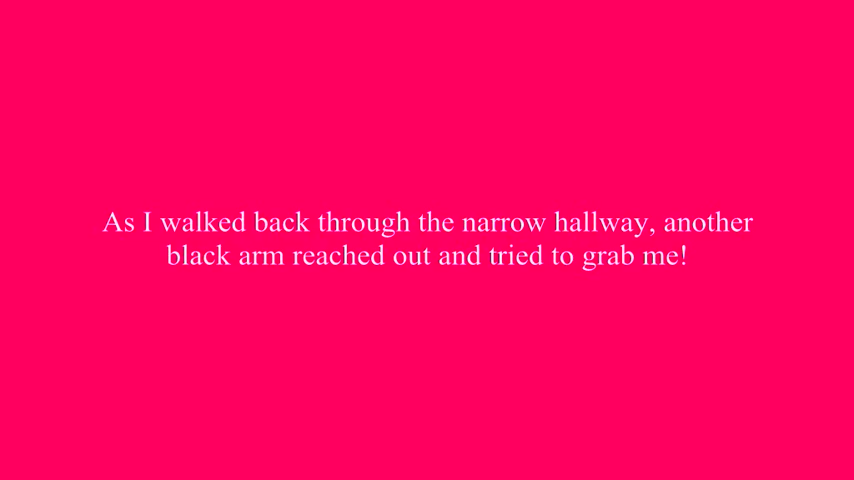 As I walked back through the narrow hallway, another
black arm reached out and tried to grab me!